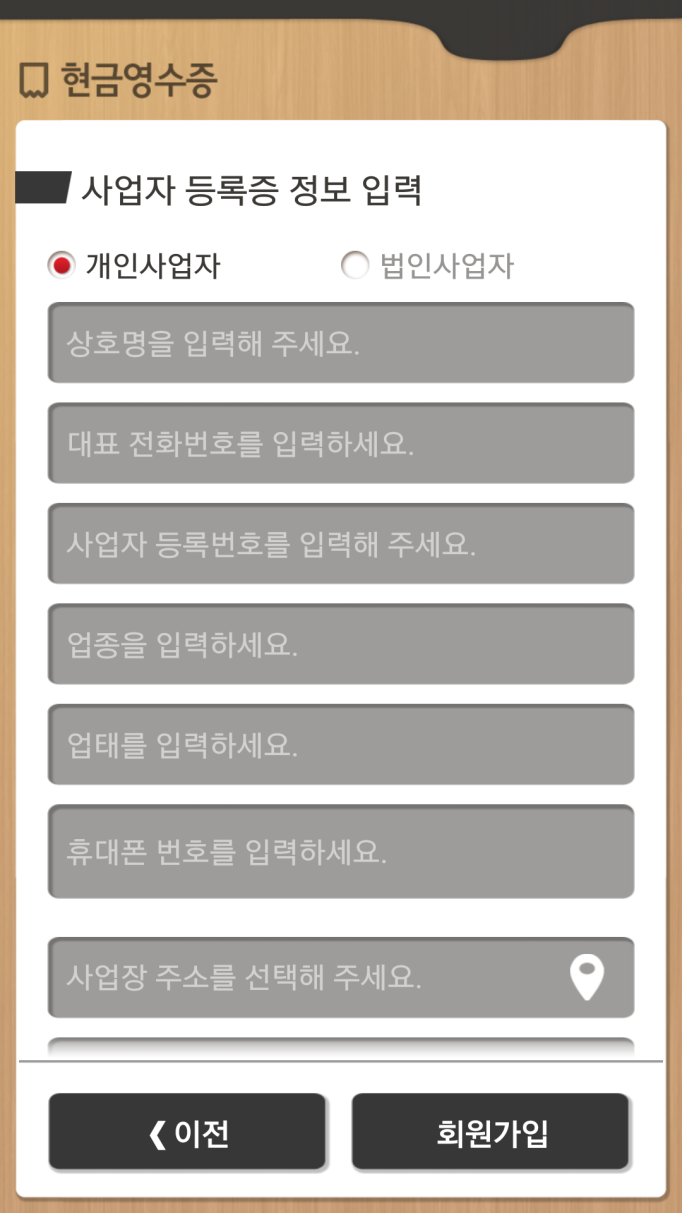 현금영수증
사업자 등록증 정보 입력
개인사업자
법인사업자
상호명을 입력해 주세요.
대표 전화번호를 입력하세요.
사업자 등록번호를 입력해 주세요.
업종을 입력하세요.
업태를 입력하세요.
휴대폰 번호를 입력하세요.
사업장 주소를 선택해 주세요.
❮ 이전
회원가입